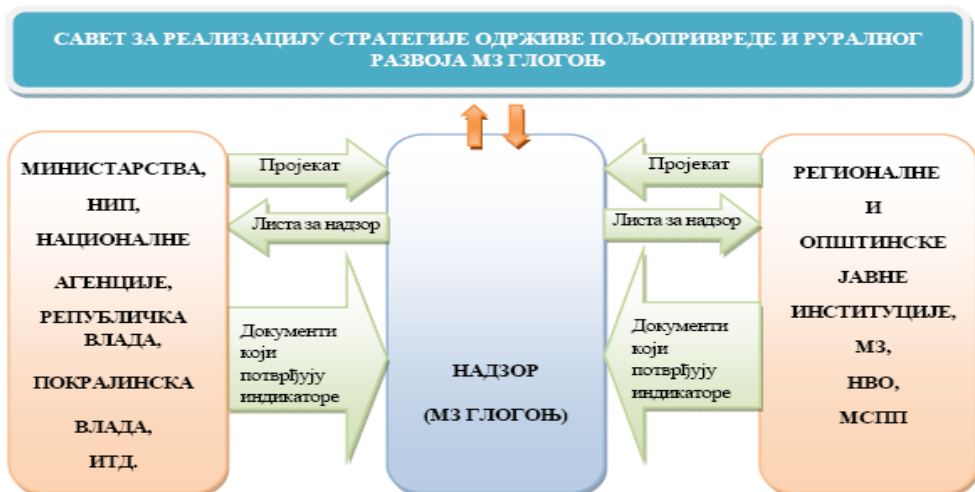 САВЕТ ЗА РЕАЛИЗАЦИЈУ СТРАТЕГИЈЕ ОДРЖИВЕ ПОЉОПРИВРЕДЕ И РУРАЛНОГ
РАЗВОЈА МЗ ГЛОГОЊ
МИНИСТАРСТВА,
НИП,
НАЦИОНАЛНЕ
АГЕНЦИЈЕ,
РЕПУБЛИЧКА
ВЛАДА,
ПОКРАЈИНСКА
ВЛАДА,
ИТД.
Пројекат
Листа за надзор
Документи
који
потврђују
индикаторе
НАДЗОР
(МЗ ГЛОГОЊ)
Пројекат
Листа за надзор
Документи
који
потврђују
индикаторе
РЕГИОНАЛНЕ
И
ОПШТИНСКЕ
ЈАВНЕ
ИНСТИТУЦИЈЕ,
МЗ,
НВО,
МСПП